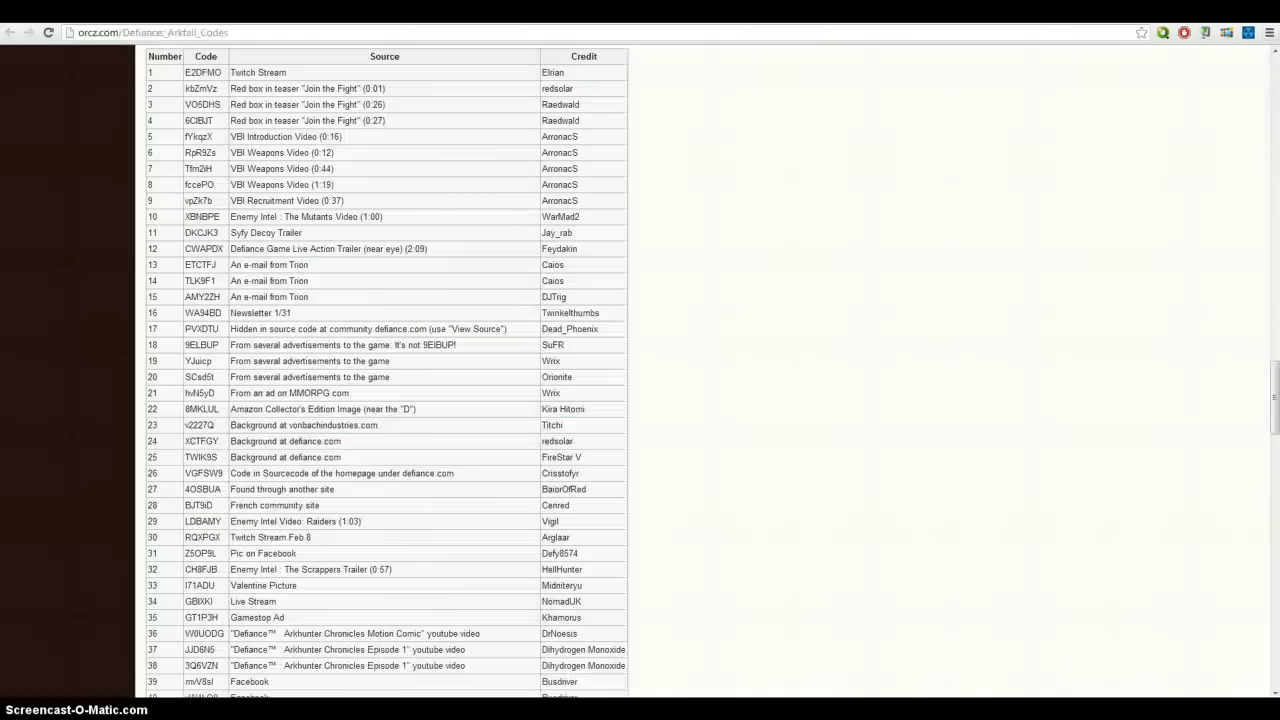 orcz.com/Defiance:_Arkfall_Codes
Number Code Source Credit
1 E2DFMO Twitch Stream Elrian
2 kbZmVz Red box in teaser "Join the Fight" (0:01) redsolar
3 VO5DHS Red box in teaser "Join the Fight" (0:26) Raedwald
4 6CIBJT Red box in teaser "Join the Fight" (0:27) Raedwald
5 fYkqzX VBI Introduction Video (0:16) ArronacS
6 RpR9Zs VBI Weapons Video (0:12) ArronacS
7 Tfm2iH VBI Weapons Video (0:44) ArronacS
8 fccePO VBI Weapons Video (1:19) ArronacS
9 vpZk7b VBI Recruitment Video (0:37) ArronacS
10 XBNBPE Enemy Intel : The Mutants Video (1:00) WarMad2
11 DKCJK3 Syfy Decoy Trailer Jay_rab
12 CWAPDX Defiance Game Live Action Trailer (near eye) (2:09) Feydakin
13 ETCTFJ An e-mail from Trion Caios
14 TLK9F1 An e-mail from Trion Caios
15 AMY2ZH An e-mail from Trion DJTrig
16 WA94BD Newsletter 1/31 Twinkelthumbs
17 PVXDTU Hidden in source code at community.defiance.com (use "View Source") Dead_Phoenix
18 9ELBUP From several advertisements to the game. It's not 9EIBUP! SuFR
19 YJuicp From several advertisements to the game Wrix
20 SCsd5t From several advertisements to the game Orionite
21 hvN5yD From an ad on MMORPG.com Wrix
22 8MKLUL Amazon Collector's Edition Image (near the "D") Kira Hitomi
23 v2227Q Background at vonbachindustries.com Titchi
24 XCTFGY Background at defiance.com redsolar
25 TWIK9S Background at defiance.com FireStar V
26 VGFSW9 Code in Sourcecode of the homepage under defiance.com Crisstofyr
27 4OSBUA Found through another site BaiorOfRed
28 BJT9iD French community site Cenred
29 LDBAMY Enemy Intel Video: Raiders (1:03) Vigil
30 RQXPGX Twitch Stream Feb 8 Arglaar
31 Z5OP9L Pic on Facebook Defy8574
32 CH8FJB Enemy Intel : The Scrappers Trailer (0:57) HellHunter
33 I71ADU Valentine Picture Midniteryu
34 GBIXKI Live Stream NomadUK
35 GT1P3H Gamestop Ad Khamorus
36 W0UODG "Defiance™ Arkhunter Chronicles Motion Comic" youtube video DrNoesis
37 JJD6N5 "Defiance™ Arkhunter Chronicles Episode 1" youtube video Dihydrogen Monoxide
38 3Q6VZN "Defiance™ Arkhunter Chronicles Episode 1" youtube video Dihydrogen Monoxide
39 mvV8sI Facebook Busdriver
Screencast-O-Matic.com